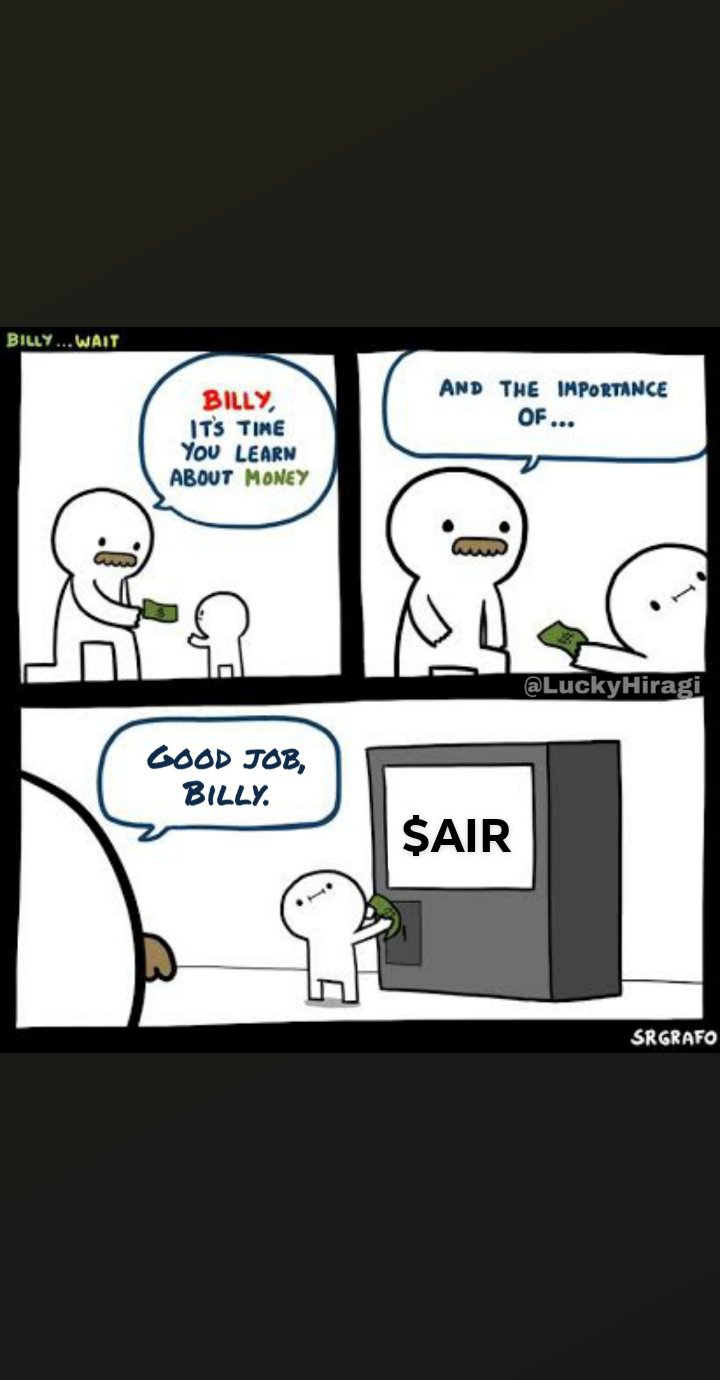 BILLY...WAIT
BILLY,
IT'S TIME
YOU LEARN
ABOUT MONEY
$
AND THE IMPORTANCE
OF...
@LuckyHiragi
GOOD JOB,
BILLY.
$AIR
SRGRAFO